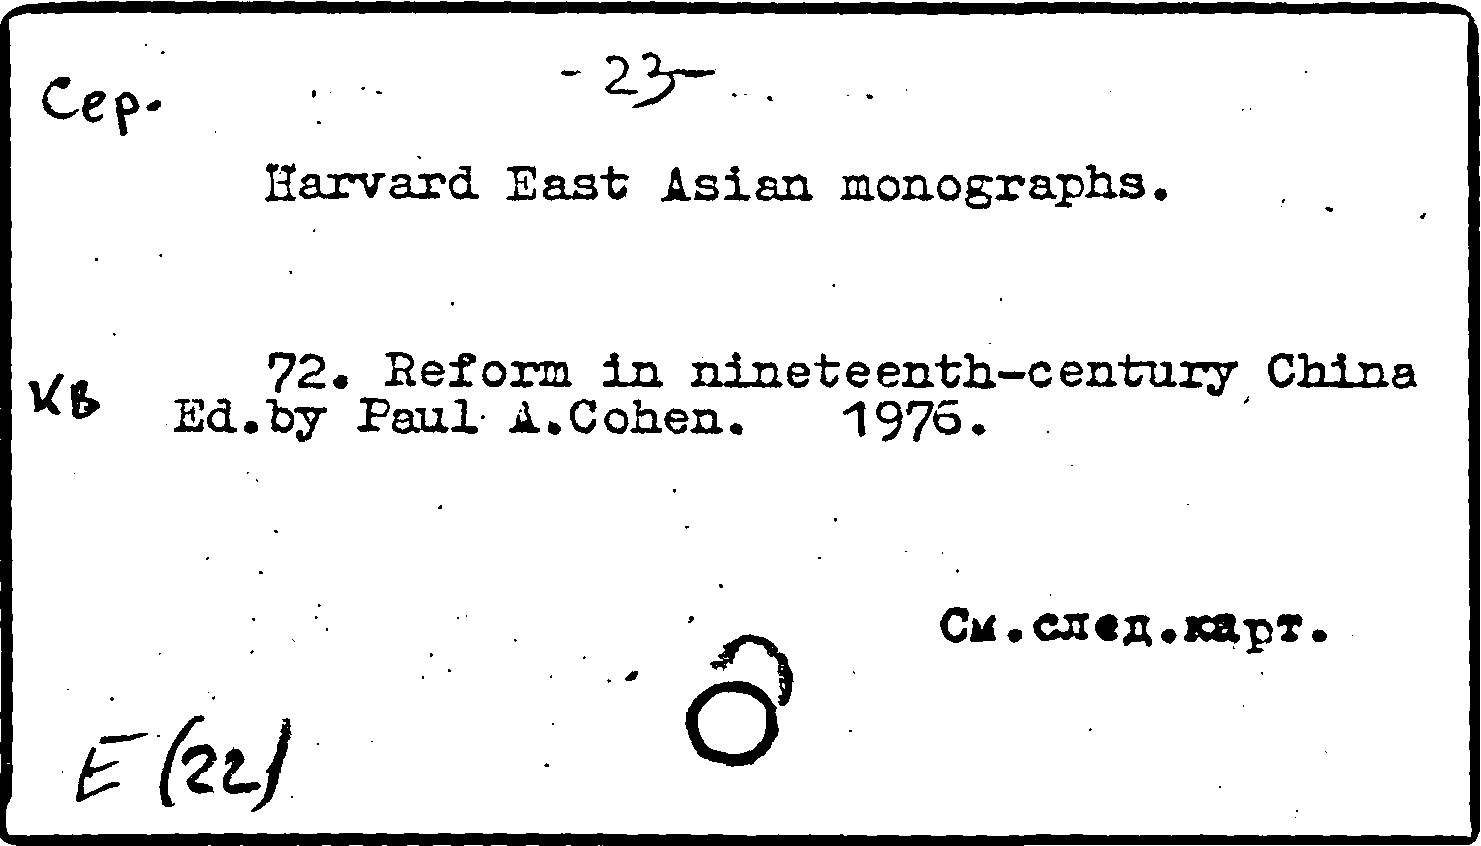 - 23 -
Сер.
Harvard East Asian monographs.
72. Reform in nineteenth-century China
Кв
Ed.by Paul A.Cohen. 1976.
См.след.карт.
E (22)